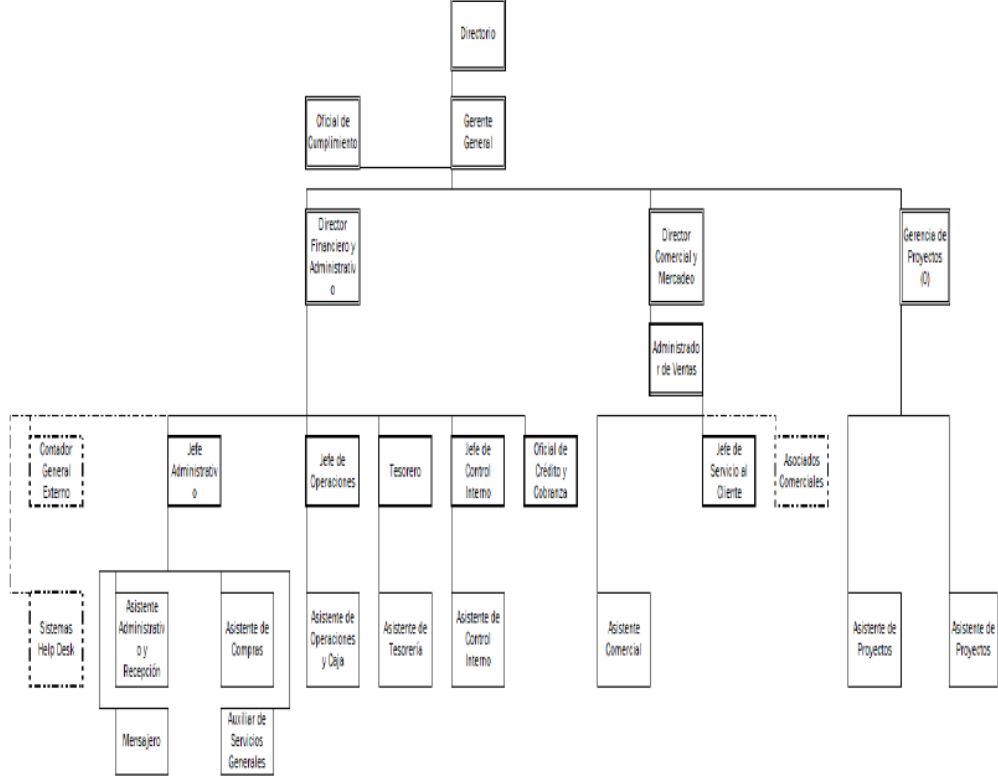 Directorio
Oficial de
Cumplimiento
Gerente
General
Director
Financiero y
Administrativ
o
Director
Comercial y
Mercadeo
Gerencia de
Proyectos
(0)
Administrado
r de Ventas
Contador
General
Externo
Jefe
Administrativ
o
Jefe de
Operaciones
Tesorero
Jefe de
Control
Interno
Oficial de
Crédito y
Cobranza
Jefe de
Servicio al
Cliente
Asociados
Comerciales
Sistemas
Help Desk
Asistente
Administrativ
o y
Recepción
Asistente de
Compras
Asistente de
Operaciones
y Caja
Asistente de
Tesorería
Asistente de
Control
Interno
Asistente
Comercial
Asistente de
Proyectos
Asistente de
Proyectos
Mensajero
Auxiliar de
Servicios
Generales